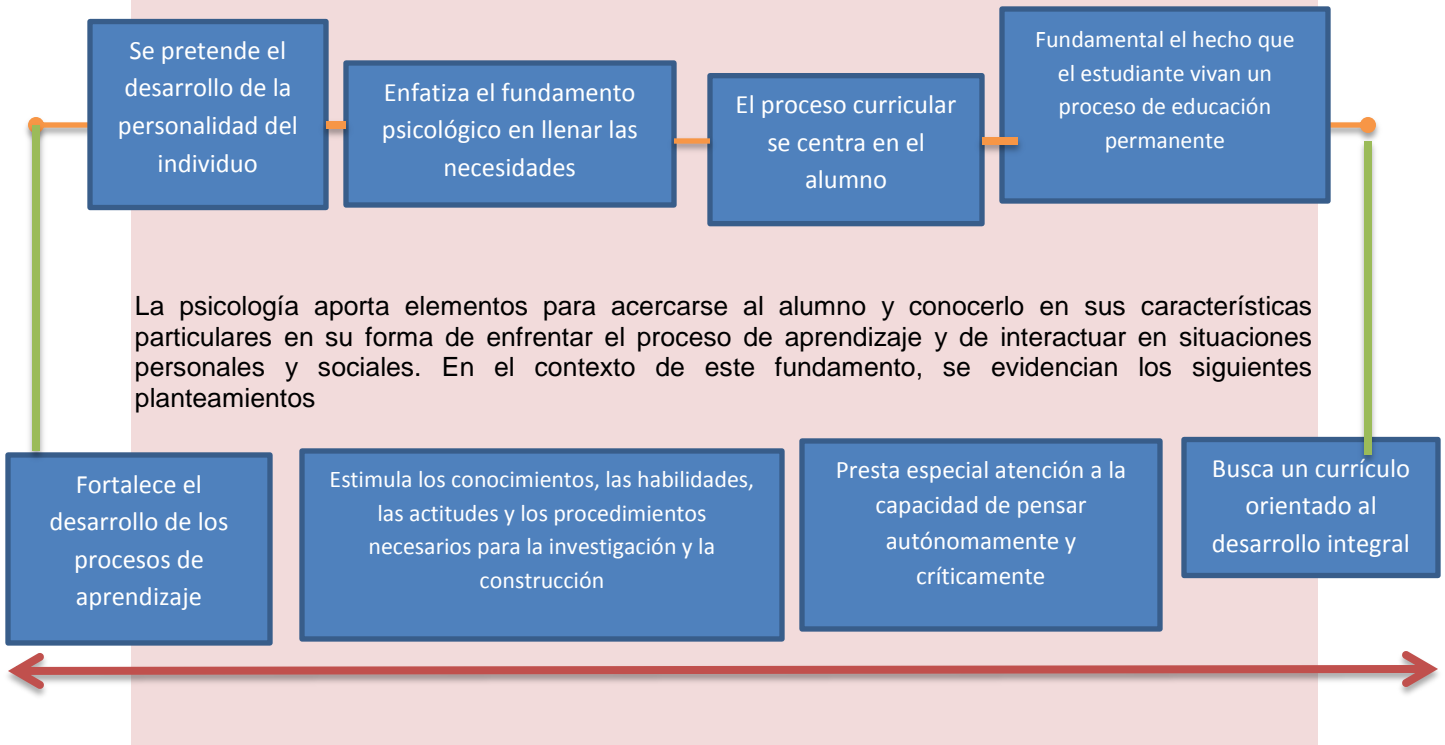 Se pretende el
desarrollo de la
personalidad del
individuo
Enfatiza el fundamento
psicológico en llenar las
necesidades
El proceso curricular
se centra en el
alumno
Fundamental el hecho que
el estudiante vivan un
proceso de educación
permanente
La psicología aporta elementos para acercarse al alumno y conocerlo en sus características
particulares en su forma de enfrentar el proceso de aprendizaje y de interactuar en situaciones
personales y sociales. En el contexto de este fundamento, se evidencian los siguientes
planteamientos
Fortalece el
desarrollo de los
procesos de
aprendizaje
Estimula los conocimientos, las habilidades,
las actitudes y los procedimientos
necesarios para la investigación y la
construcción
Presta especial atención a la
capacidad de pensar
autónomamente y
críticamente
Busca un currículo
orientado al
desarrollo integral